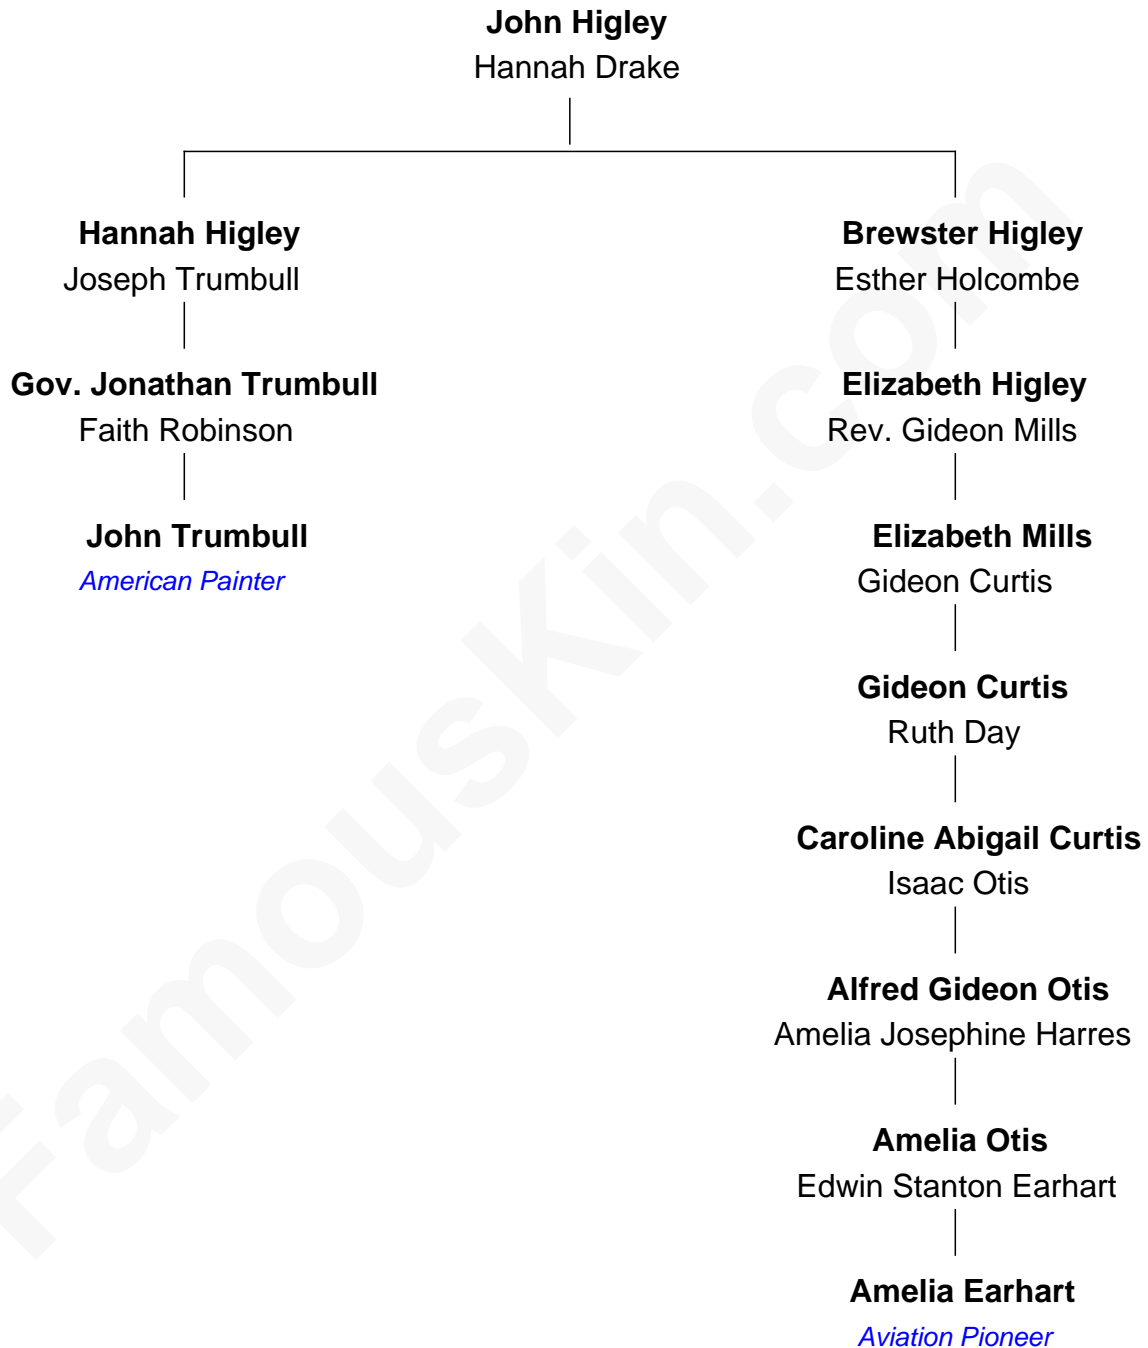 John Higley
Hannah Drake
Hannah Higley
Joseph Trumbull
Gov. Jonathan Trumbull
Faith Robinson
John Trumbull
American Painter
Brewster Higley
Esther Holcombe
Elizabeth Higley
Rev. Gideon Mills
Elizabeth Mills
Gideon Curtis
Gideon Curtis
Ruth Day
Caroline Abigail Curtis
Isaac Otis
Alfred Gideon Otis
Amelia Josephine Harres
Amelia Otis
Edwin Stanton Earhart
Amelia Earhart
Aviation Pioneer
FamousKin.com